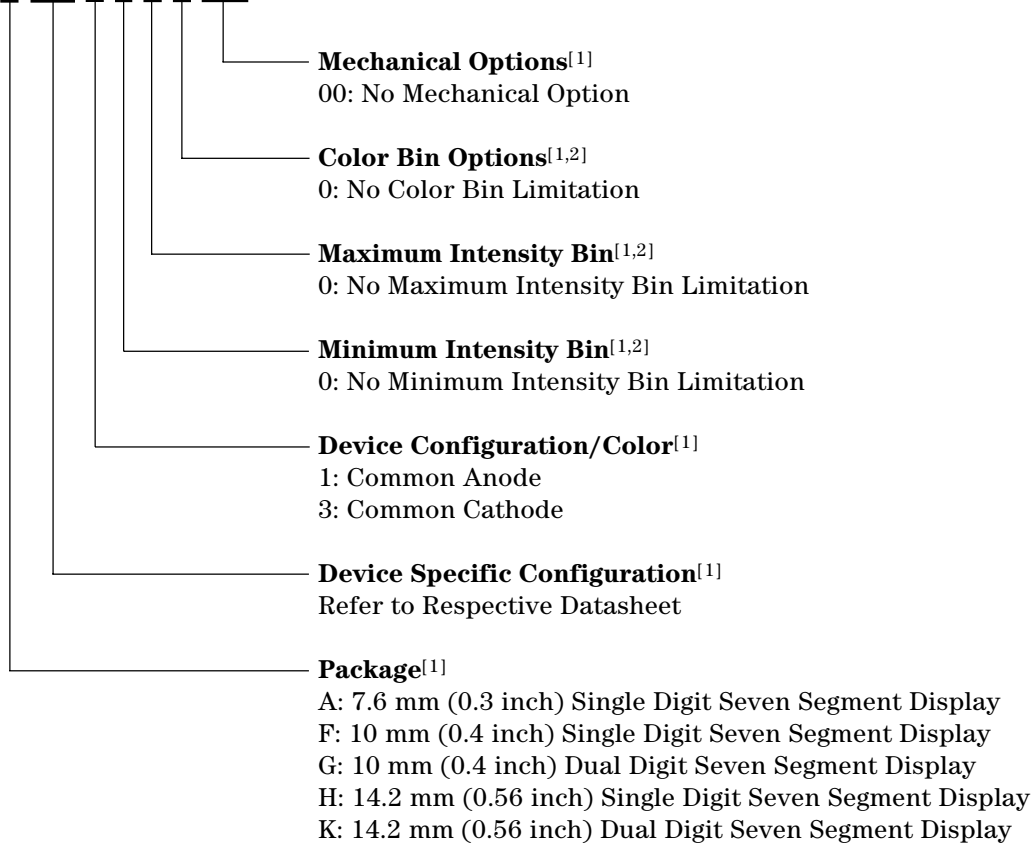 Mechanical Options[1]
00: No Mechanical Option
Color Bin Options[1,2]
0: No Color Bin Limitation
Maximum Intensity Bin[1,2]
0: No Maximum Intensity Bin Limitation
Minimum Intensity Bin[1,2]
0: No Minimum Intensity Bin Limitation
Device Configuration/Color[1]
1: Common Anode
3: Common Cathode
Device Specific Configuration[1]
Refer to Respective Datasheet
Package[1]
A: 7.6 mm (0.3 inch) Single Digit Seven Segment Display
F: 10 mm (0.4 inch) Single Digit Seven Segment Display
G: 10 mm (0.4 inch) Dual Digit Seven Segment Display
H: 14.2 mm (0.56 inch) Single Digit Seven Segment Display
K: 14.2 mm (0.56 inch) Dual Digit Seven Segment Display